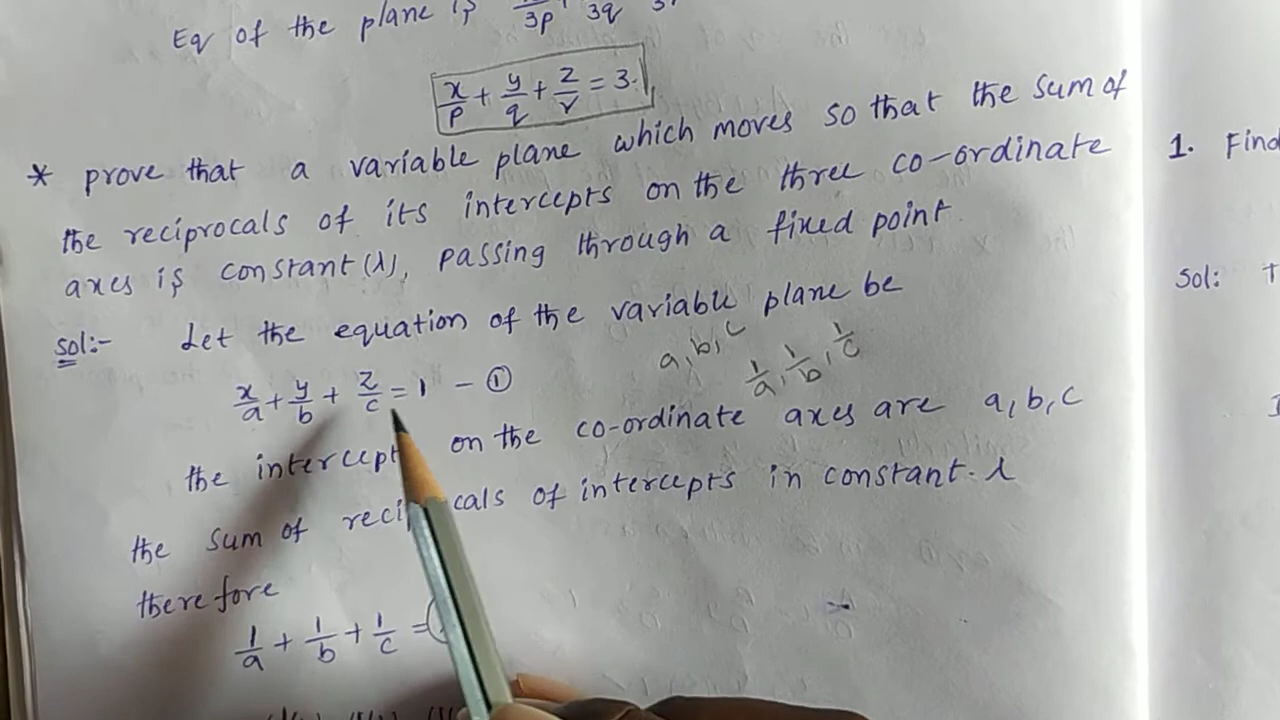 Eq of the plane is 3p 3q
x/p + y/q + z/r = 3.
* prove that a variable plane which moves so that the sum of
the reciprocals of its intercepts on the three co-ordinate
axes is constant (λ), passing through a fixed point.
Sol:- Let the equation of the variable plane be
a, b, c
x/a + y/b + z/c = 1 - ①
1/a, 1/b, 1/c
the intercept on the co-ordinate axes are a, b, c
the sum of reci cals of intercepts in constant. λ
therefore
1/a + 1/b + 1/c =
1. Find
Sol: